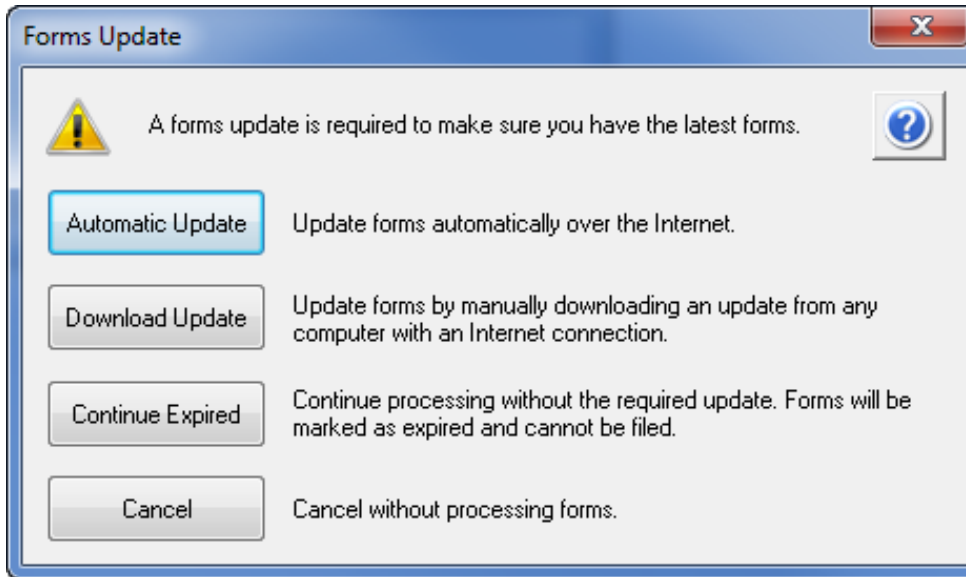 Forms Update
A forms update is required to make sure you have the latest forms.
Automatic Update
Update forms automatically over the Internet.
Download Update
Update forms by manually downloading an update from any
computer with an Internet connection.
Continue Expired
Continue processing without the required update. Forms will be
marked as expired and cannot be filed.
Cancel
Cancel without processing forms.